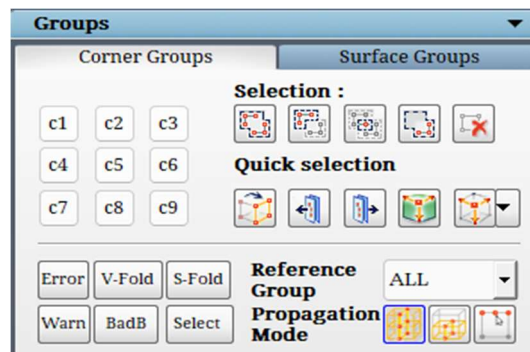 Groups
Corner Groups
Surface Groups
Selection :
c1 c2 c3
c4 c5 c6
Quick selection
c7 c8 c9
Error V-Fold S-Fold
Reference Group
ALL
Warn BadB Select
Propagation Mode